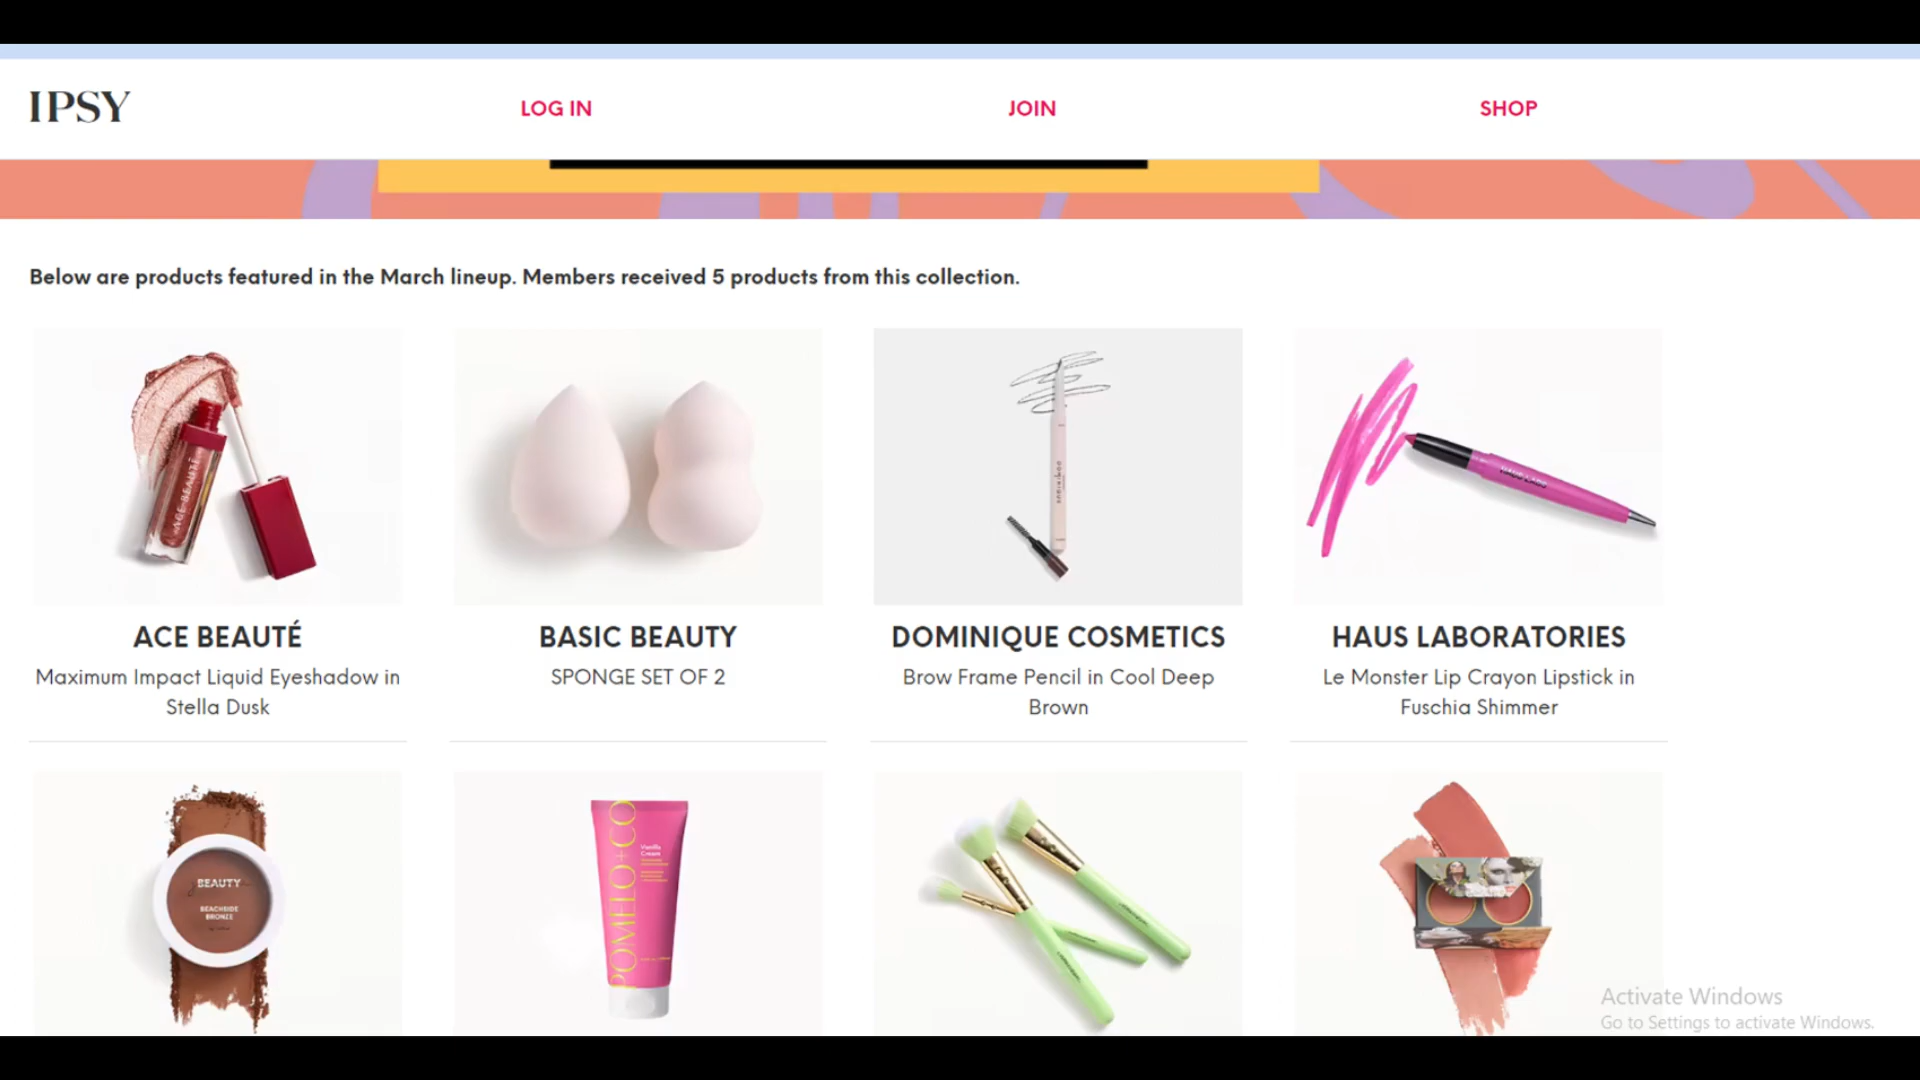 IPSY
LOG IN
JOIN
SHOP
Below are products featured in the March lineup. Members received 5 products from this collection.
ACE BEAUTÉ
BASIC BEAUTY
DOMINIQUE COSMETICS
HAUS LABORATORIES
Maximum Impact Liquid Eyeshadow in
Stella Dusk
SPONGE SET OF 2
Brow Frame Pencil in Cool Deep
Brown
Le Monster Lip Crayon Lipstick in
Fuschia Shimmer
BEAUTY
BEACHSIDE
BRONZE
POMELO+CO
Vanilla
Cream
Activate Windows
Go to Settings to activate Windows.